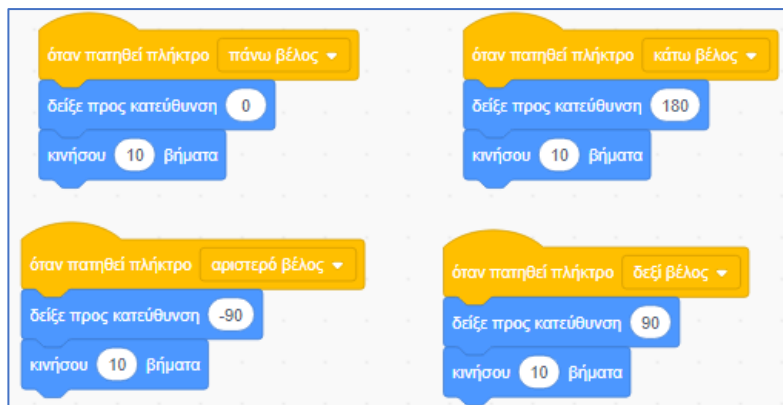 όταν πατηθεί πλήκτρο πάνω βέλος
δείξε προς κατεύθυνση 0
κινήσου 10 βήματα
όταν πατηθεί πλήκτρο κάτω βέλος
δείξε προς κατεύθυνση 180
κινήσου 10 βήματα
όταν πατηθεί πλήκτρο αριστερό βέλος
δείξε προς κατεύθυνση -90
κινήσου 10 βήματα
όταν πατηθεί πλήκτρο δεξί βέλος
δείξε προς κατεύθυνση 90
κινήσου 10 βήματα